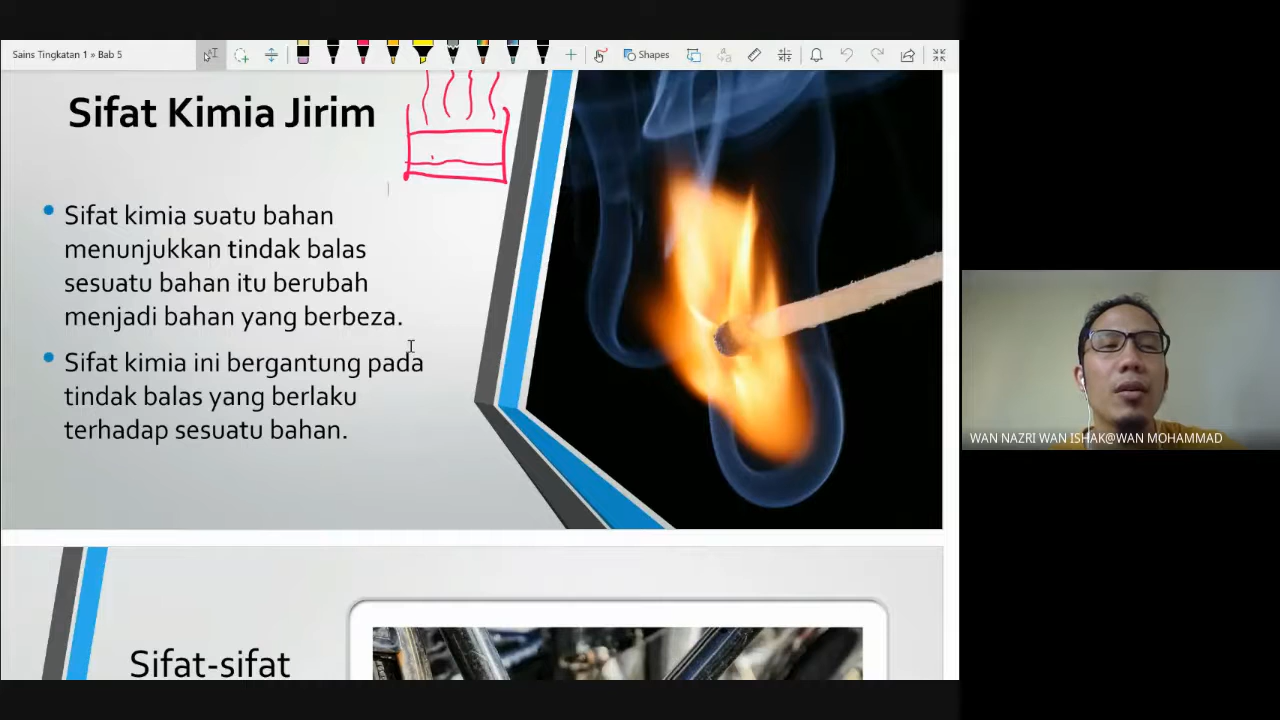 Sains Tingkatan 1 » Bab 5
Shapes
Sifat Kimia Jirim
Sifat kimia suatu bahan
menunjukkan tindak balas
sesuatu bahan itu berubah
menjadi bahan yang berbeza.
Sifat kimia ini bergantung pada
tindak balas yang berlaku
terhadap sesuatu bahan.
WAN NAZRI WAN ISHAK@WAN MOHAMMAD
Sifat-sifat